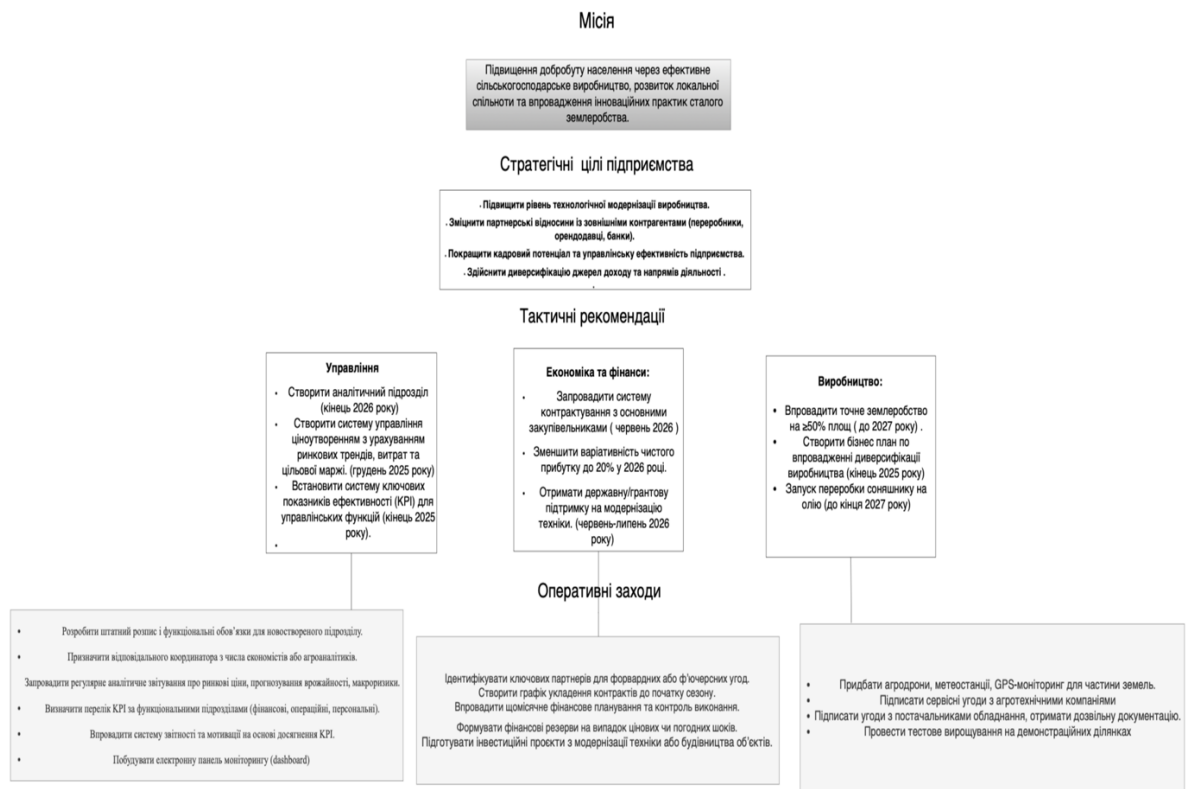 Місія
Підвищення добробуту населення через ефективне
сільськогосподарське виробництво, розвиток локальної
спільноти та впровадження інноваційних практик сталого
землеробства.
Стратегічні цілі підприємства
· Підвищити рівень технологічної модернізації виробництва.
· Зміцнити партнерські відносини із зовнішніми контрагентами (переробники,
орендодавці, банки).
· Покращити кадровий потенціал та управлінську ефективність підприємства.
· Здійснити диверсифікацію джерел доходу та напрямів діяльності .
Тактичні рекомендації
Управління
• Створити аналітичний підрозділ
(кінець 2026 року)
• Створити систему управління
ціноутворенням з урахуванням
ринкових трендів, витрат та
цільової маржі. (грудень 2025 року)
• Встановити систему ключових
показників ефективності (KPI) для
управлінських функцій (кінець 2025
року).
•
Економіка та фінанси:
• Запровадити систему
контрактування з основними
закупівельниками ( червень 2026 )
• Зменшити варіативність чистого
прибутку до 20% у 2026 році.
• Отримати державну/грантову
підтримку на модернізацію
техніки. (червень-липень 2026
року)
Виробництво:
• Впровадити точне землеробство
на ≥50% площ ( до 2027 року) .
• Створити бізнес план по
впровадженні диверсифікації
виробництва (кінець 2025 року)
• Запуск переробки соняшнику на
олію (до кінця 2027 року)
Оперативні заходи
• Розробити штатний розпис і функціональні обов’язки для новоствореного підрозділу.
• Призначити відповідального координатора з числа економістів або агроаналітиків.
Запровадити регулярне аналітичне звітування про ринкові ціни, прогнозування врожайності, макроризики.
• Визначити перелік KPI за функціональними підрозділами (фінансові, операційні, персональні).
• Впровадити систему звітності та мотивації на основі досягнення KPI.
• Побудувати електронну панель моніторингу (dashboard)
Ідентифікувати ключових партнерів для форвардних або ф’ючерсних угод.
Створити графік укладення контрактів до початку сезону.
Впровадити щомісячне фінансове планування та контроль виконання.
Формувати фінансові резерви на випадок цінових чи погодних шоків.
Підготувати інвестиційні проєкти з модернізації техніки або будівництва об’єктів.
• Придбати агродрони, метеостанції, GPS-моніторинг для частини земель.
• Підписати сервісні угоди з агротехнічними компаніями
• Підписати угоди з постачальниками обладнання, отримати дозвільну документацію.
• Провести тестове вирощування на демонстраційних ділянках